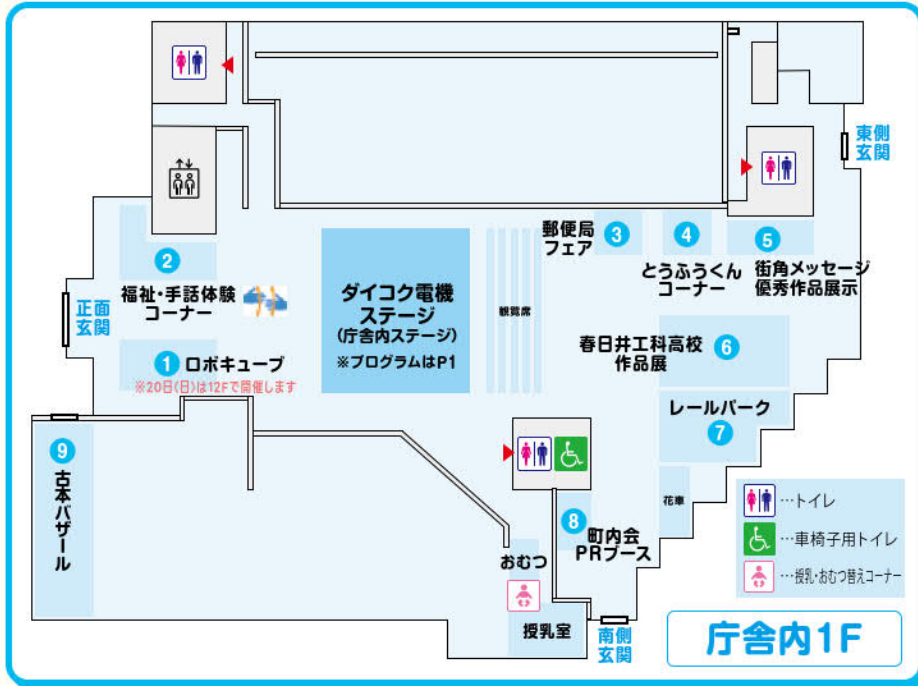 東側
玄関
郵便局
フェア
3
4
とうふうくん
コーナー
5
街角メッセージ
優秀作品展示
2
福祉・手話体験
コーナー
正面
玄関
1
ロボキューブ
※20日(日)は12Fで開催します
ダイコク電機
ステージ
(庁舎内ステージ)
※プログラムはP1
観覧席
春日井工科高校
作品展
6
レールパーク
7
9
古本バザール
花車
8
町内会
PRブース
おむつ
授乳室
南側
玄関
…トイレ
…車椅子用トイレ
…授乳・おむつ替えコーナー
庁舎内1F